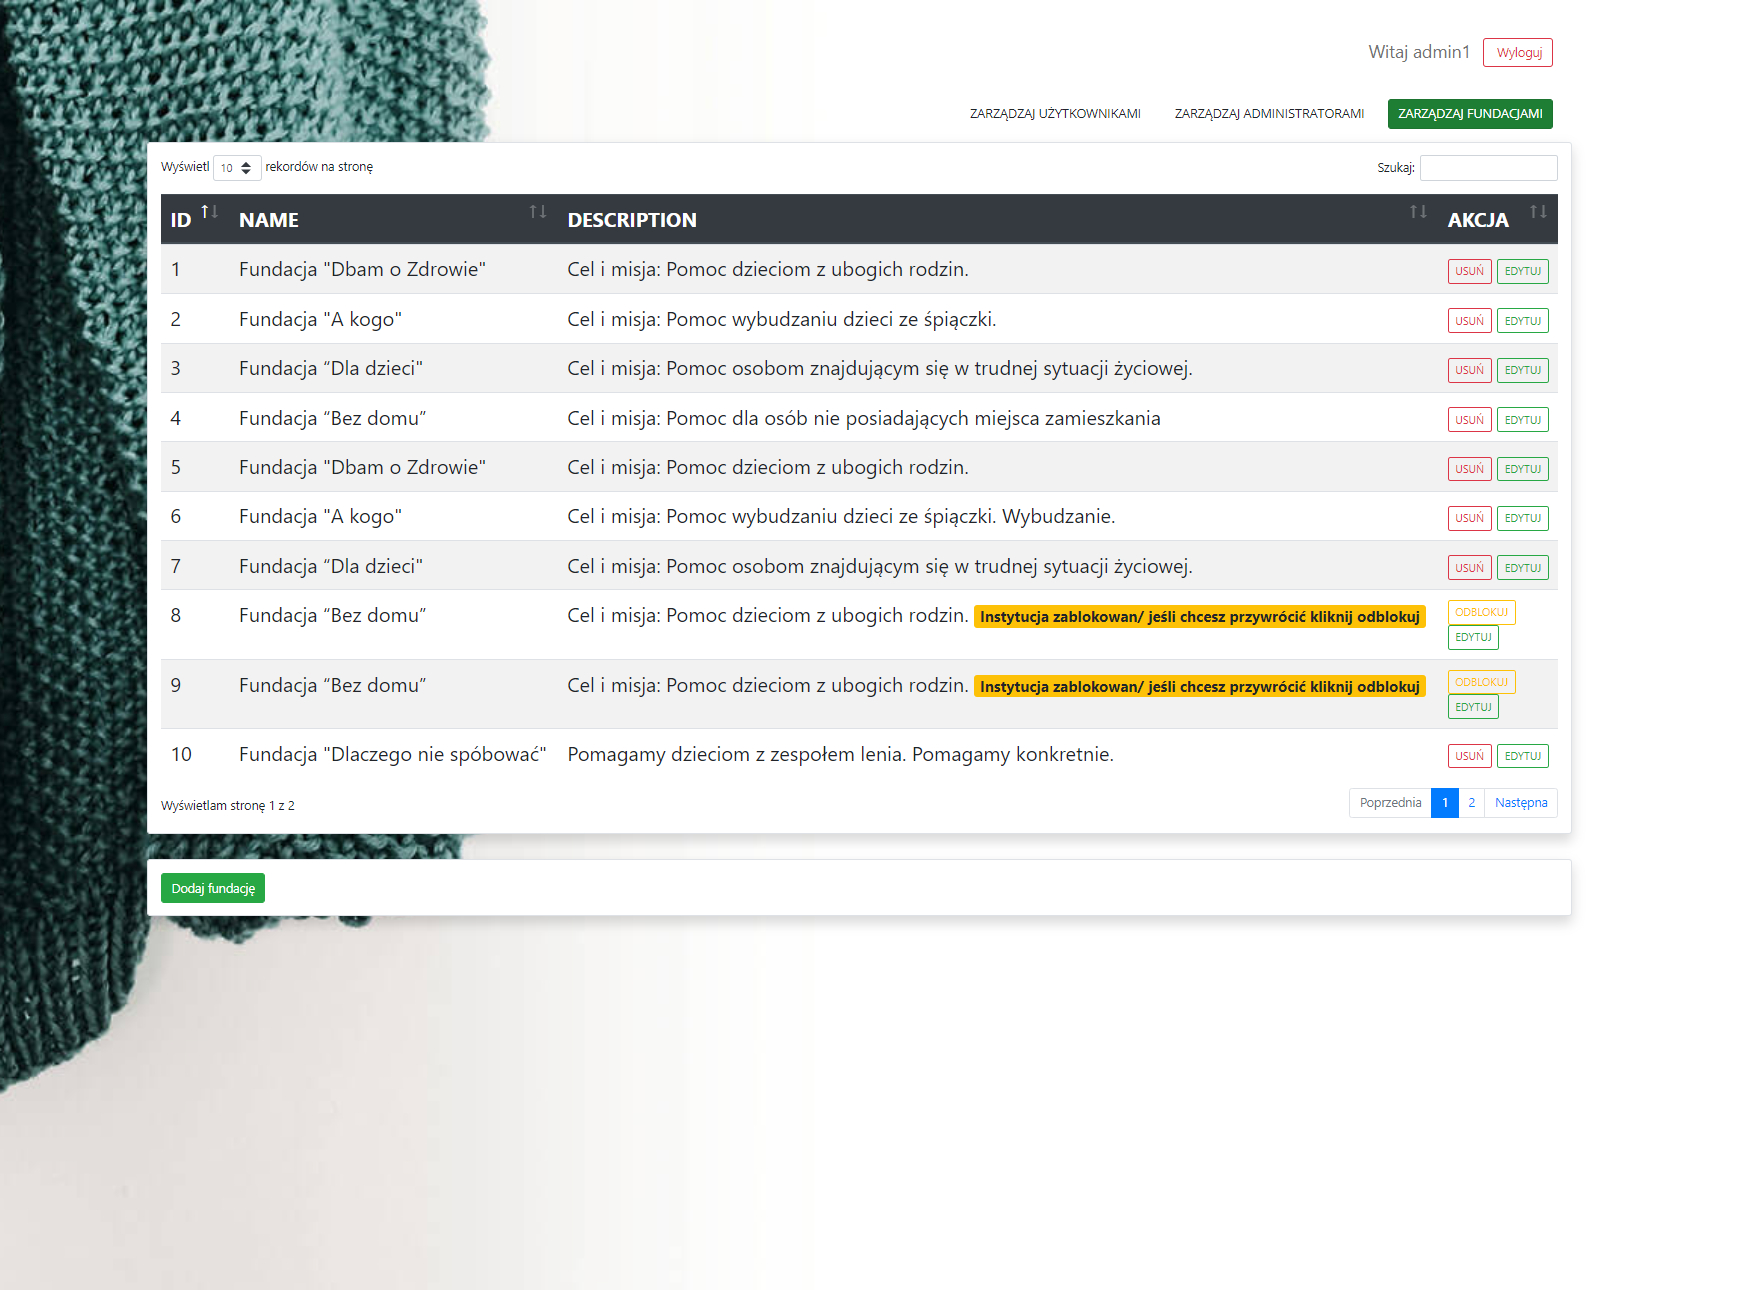 Witaj admin1 Wyloguj
ZARZĄDZAJ UŻYTKOWNIKAMI ZARZĄDZAJ ADMINISTRATORAMI ZARZĄDZAJ FUNDACJAMI
Wyświetl 10 rekordów na stronę Szukaj:
ID NAME DESCRIPTION AKCJA
1 Fundacja "Dbam o Zdrowie" Cel i misja: Pomoc dzieciom z ubogich rodzin. USUŃ EDYTUJ
2 Fundacja "A kogo" Cel i misja: Pomoc wybudzaniu dzieci ze śpiączki. USUŃ EDYTUJ
3 Fundacja “Dla dzieci" Cel i misja: Pomoc osobom znajdującym się w trudnej sytuacji życiowej. USUŃ EDYTUJ
4 Fundacja “Bez domu” Cel i misja: Pomoc dla osób nie posiadających miejsca zamieszkania USUŃ EDYTUJ
5 Fundacja "Dbam o Zdrowie" Cel i misja: Pomoc dzieciom z ubogich rodzin. USUŃ EDYTUJ
6 Fundacja "A kogo" Cel i misja: Pomoc wybudzaniu dzieci ze śpiączki. Wybudzanie. USUŃ EDYTUJ
7 Fundacja “Dla dzieci" Cel i misja: Pomoc osobom znajdującym się w trudnej sytuacji życiowej. USUŃ EDYTUJ
8 Fundacja “Bez domu” Cel i misja: Pomoc dzieciom z ubogich rodzin. Instytucja zablokowan/ jeśli chcesz przywrócić kliknij odblokuj ODBLOKUJ
EDYTUJ
9 Fundacja “Bez domu” Cel i misja: Pomoc dzieciom z ubogich rodzin. Instytucja zablokowan/ jeśli chcesz przywrócić kliknij odblokuj ODBLOKUJ
EDYTUJ
10 Fundacja "Dlaczego nie spóbować" Pomagamy dzieciom z zespołem lenia. Pomagamy konkretnie. USUŃ EDYTUJ
Wyświetlam stronę 1 z 2 Poprzednia 1 2 Następna
Dodaj fundację